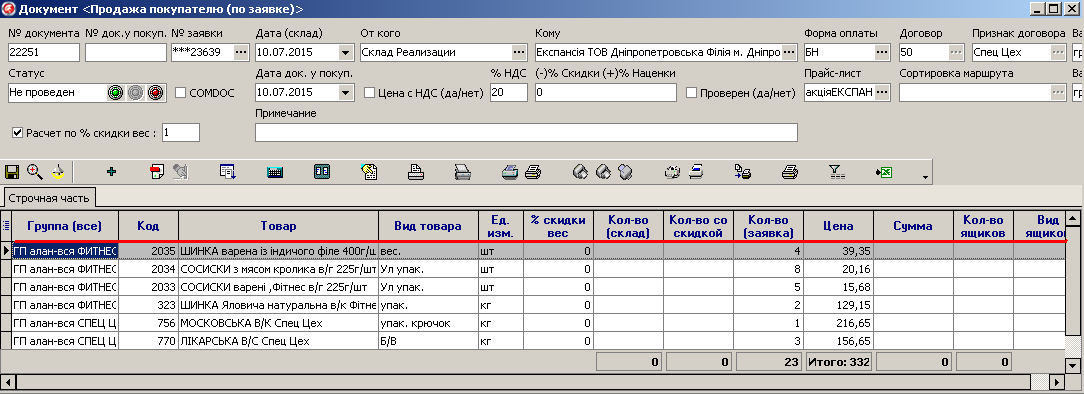 Документ <Продажа покупателю (по заявке)>
№ документа № док.у покуп. № заявки Дата (склад) От кого Кому Форма оплаты Договор Признак договора Ва
22251 ***23639 ... 10.07.2015 Склад Реализации ... Експансія ТОВ Дніпропетровська Філія м. Дніпро ... БН ... 50 ... Спец Цех ... гр
Статус Дата док. у покуп. % НДС (-)% Скидки (+)% Наценки Прайс-лист Сортировка маршрута Ва
Не проведен COMDOC 10.07.2015 Цена с НДС (да/нет) 20 0 Проверен (да/нет) акціяЕКСПАН ... ... гр
Примечание
Расчет по % скидки вес : 1
Строчная часть
Группа (все) Код Товар Вид товара Ед. изм. % скидки вес Кол-во (склад) Кол-во со скидкой Кол-во (заявка) Цена Сумма Кол-во ящиков Вид ящиков
ГП алан-вся ФИТНЕС 2035 ШИНКА варена із індичого філе 400г/ш вес. шт 0 4 39,35
ГП алан-вся ФИТНЕС 2034 СОСИСКИ з мясом кролика в/г 225г/шт Ул упак. шт 0 8 20,16
ГП алан-вся ФИТНЕС 2033 СОСИСКИ варені ,Фітнес в/г 225г/шт Ул упак. шт 0 5 15,68
ГП алан-вся ФИТНЕС 323 ШИНКА Яловича натуральна в/к Фітне упак. кг 0 2 129,15
ГП алан-вся СПЕЦ Ц 756 МОСКОВСЬКА В/К Спец Цех упак. крючок кг 0 1 216,65
ГП алан-вся СПЕЦ Ц 770 ЛІКАРСЬКА В/С Спец Цех Б/В кг 0 3 156,65
0 0 23 Итого: 332 0 0